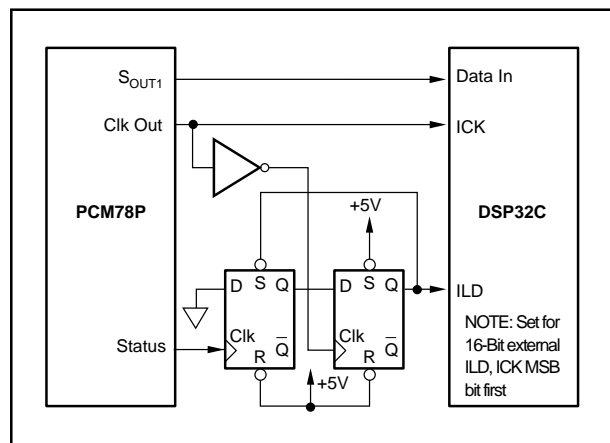 S_OUT1
Data In
Clk Out
ICK
PCM78P
DSP32C
+5V
D S Q
D S Q
ILD
Clk
Clk
Status
R Q̅
R Q̅
+5V
NOTE: Set for
16-Bit external
ILD, ICK MSB
bit first